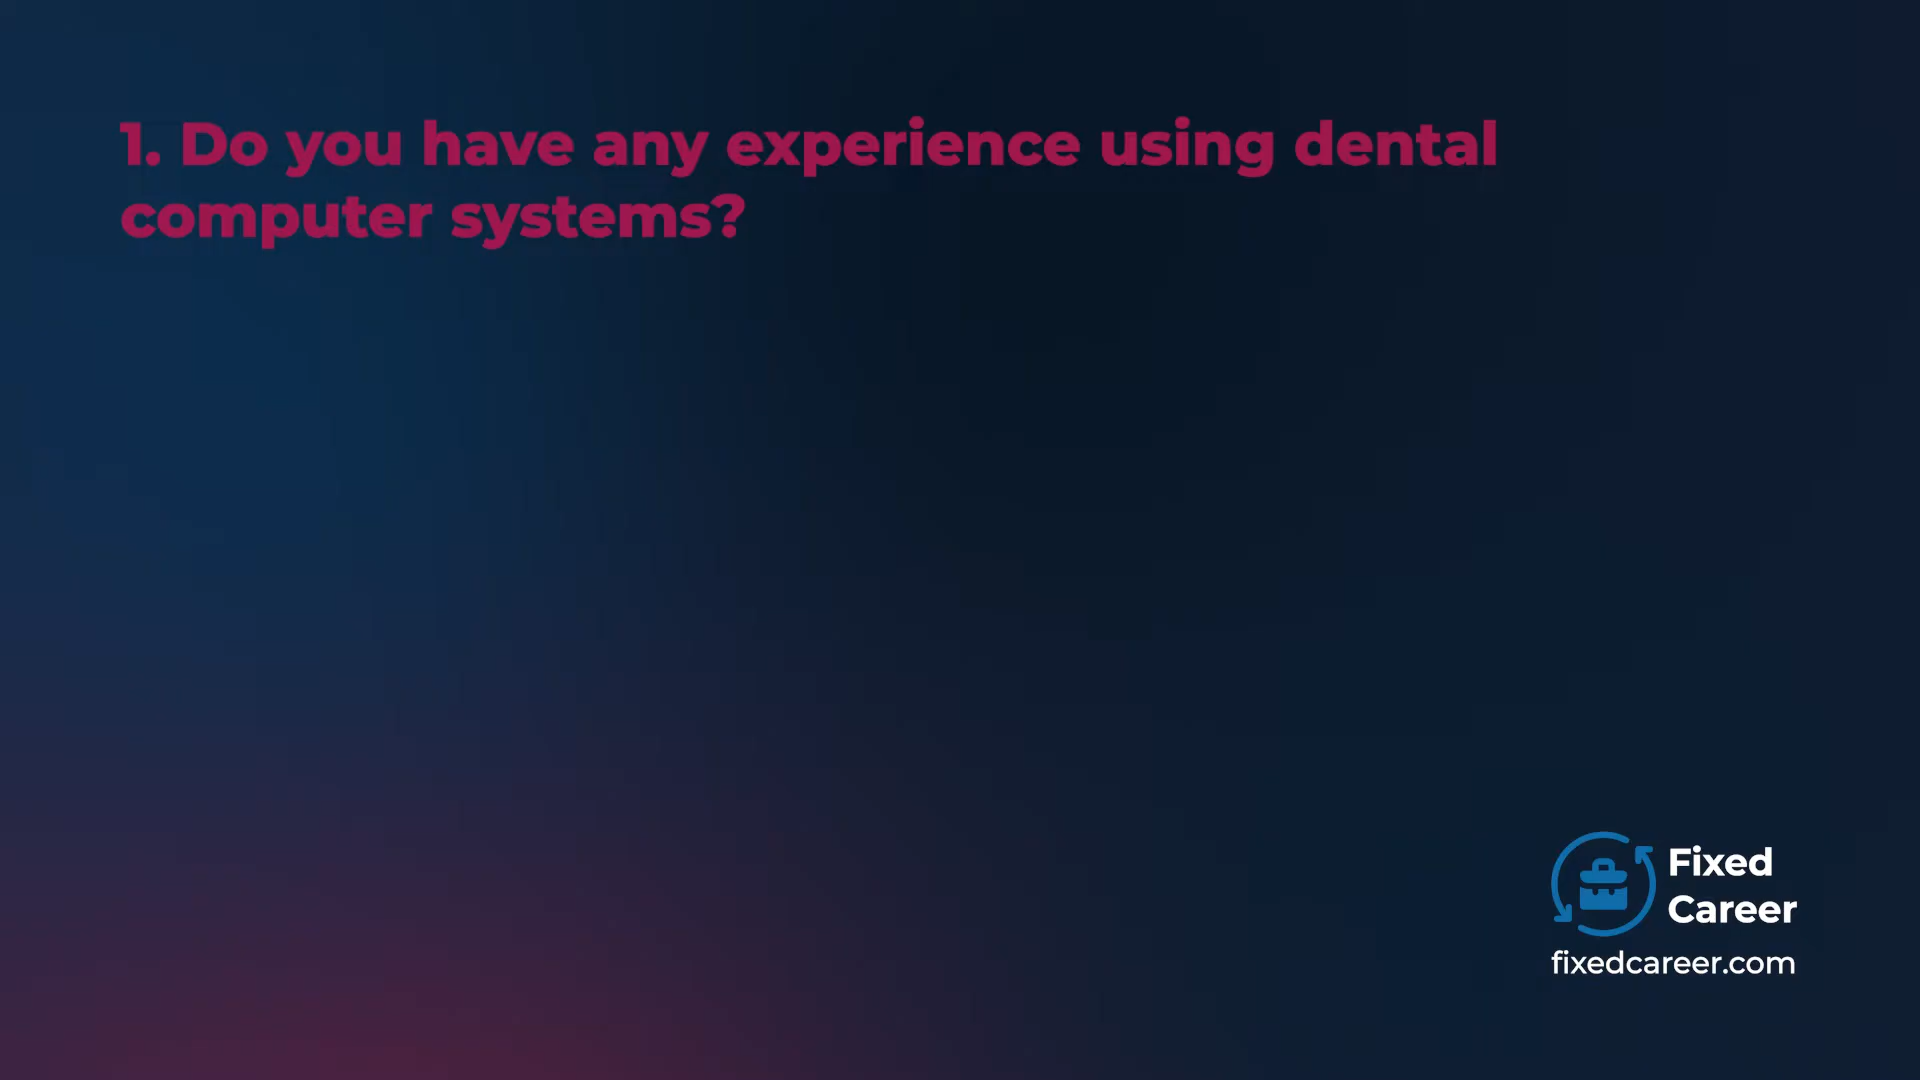 1. Do you have any experience using dental
computer systems?
Fixed
Career
fixedcareer.com